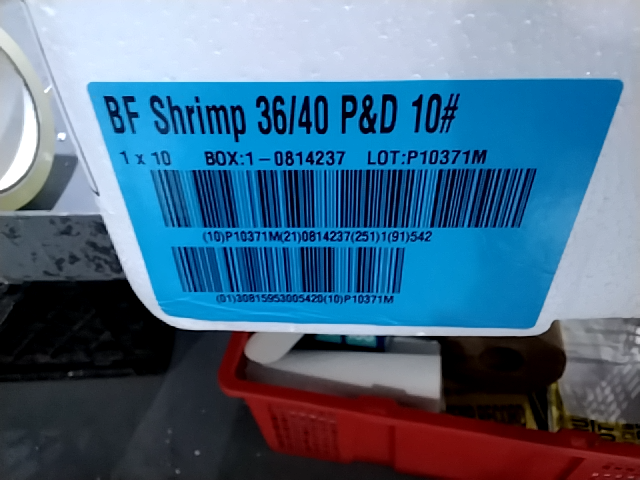 BF Shrimp 36/40 P&D 10#
1 x 10 BOX:1-0814237 LOT:P10371M
(10)P10371M(21)0814237(251)1(91)542
(01)30815953005420(10)P10371M